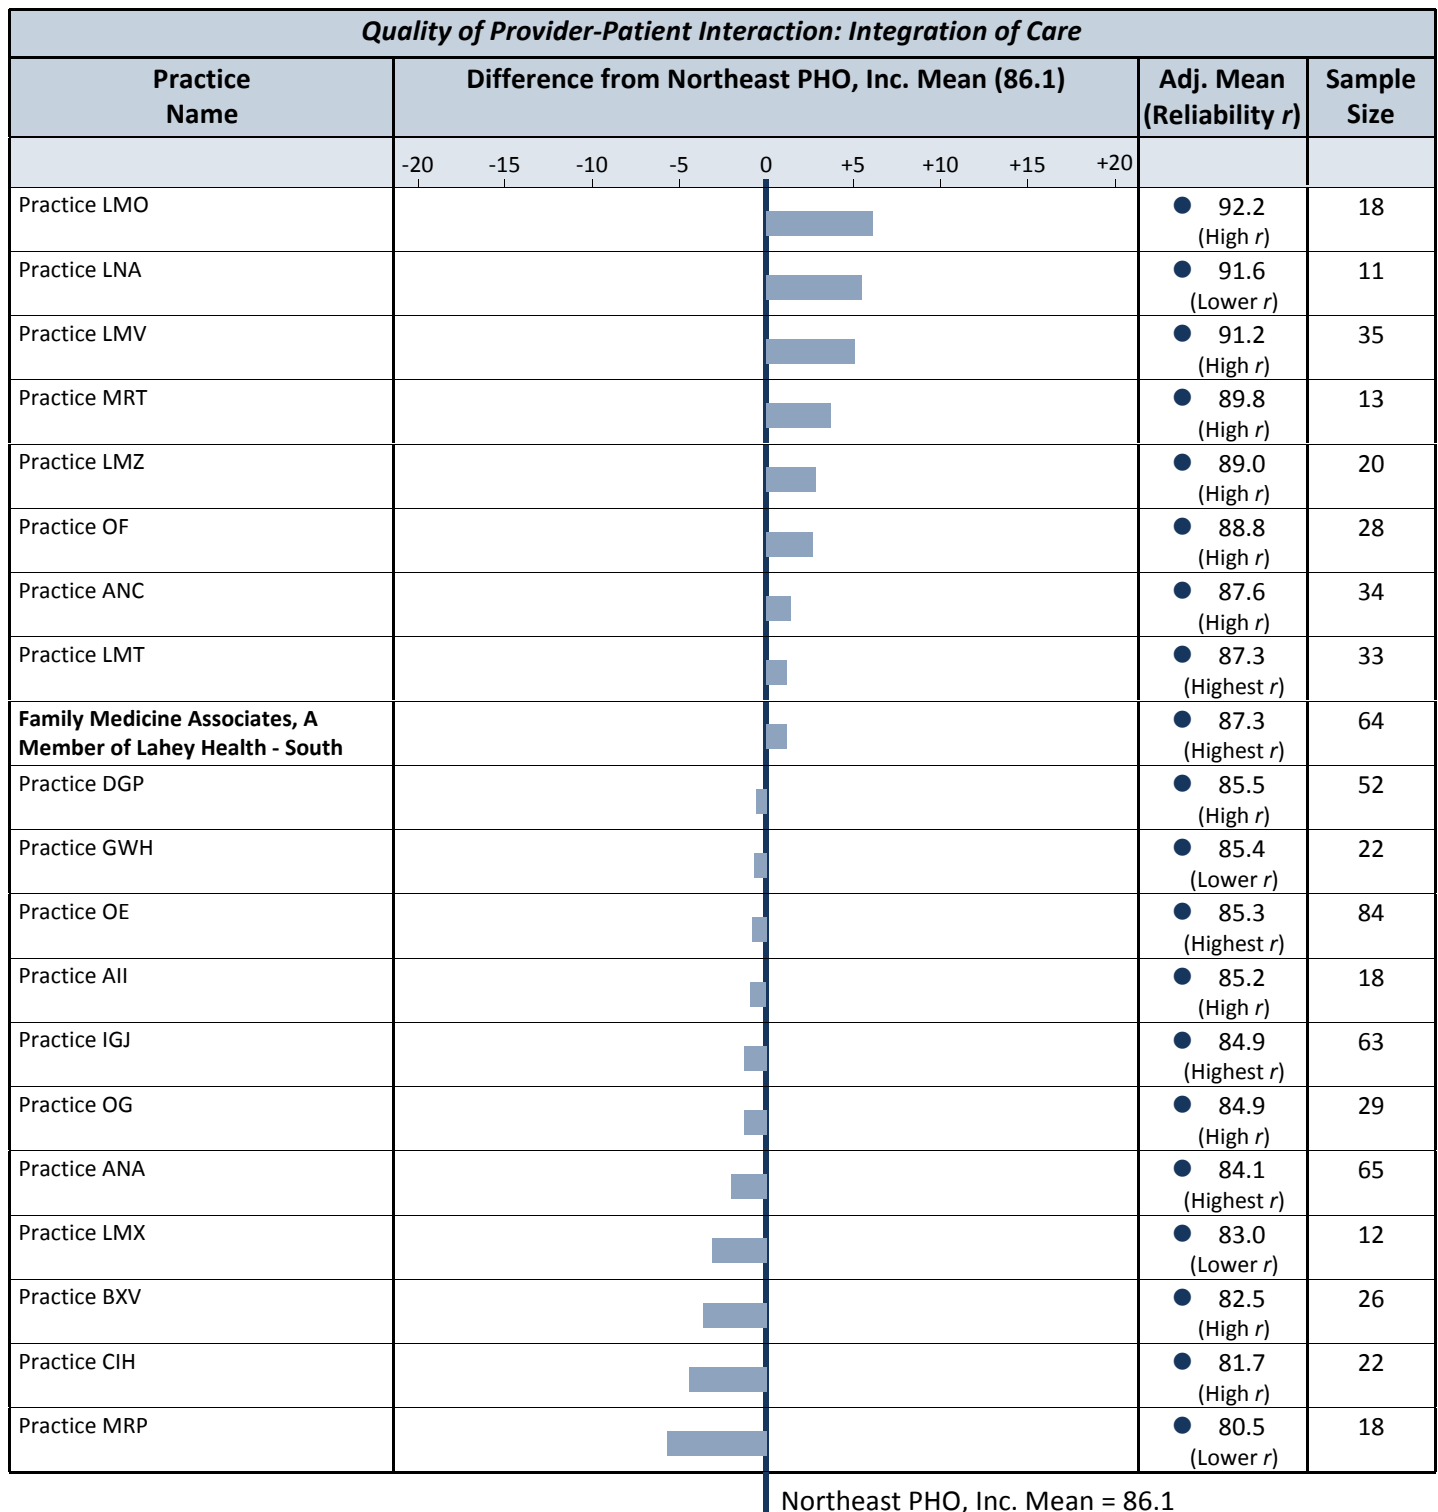 Quality of Provider-Patient Interaction: Integration of Care
Practice Name
Difference from Northeast PHO, Inc. Mean (86.1)
Adj. Mean (Reliability r)
Sample Size
-20 -15 -10 -5 0 +5 +10 +15 +20
Practice LMO 92.2 18
(High r)
Practice LNA 91.6 11
(Lower r)
Practice LMV 91.2 35
(High r)
Practice MRT 89.8 13
(High r)
Practice LMZ 89.0 20
(High r)
Practice OF 88.8 28
(High r)
Practice ANC 87.6 34
(High r)
Practice LMT 87.3 33
(Highest r)
Family Medicine Associates, A
Member of Lahey Health - South
87.3 64
(Highest r)
Practice DGP 85.5 52
(High r)
Practice GWH 85.4 22
(Lower r)
Practice OE 85.3 84
(Highest r)
Practice AII 85.2 18
(High r)
Practice IGJ 84.9 63
(Highest r)
Practice OG 84.9 29
(High r)
Practice ANA 84.1 65
(Highest r)
Practice LMX 83.0 12
(Lower r)
Practice BXV 82.5 26
(High r)
Practice CIH 81.7 22
(High r)
Practice MRP 80.5 18
(Lower r)
Northeast PHO, Inc. Mean = 86.1